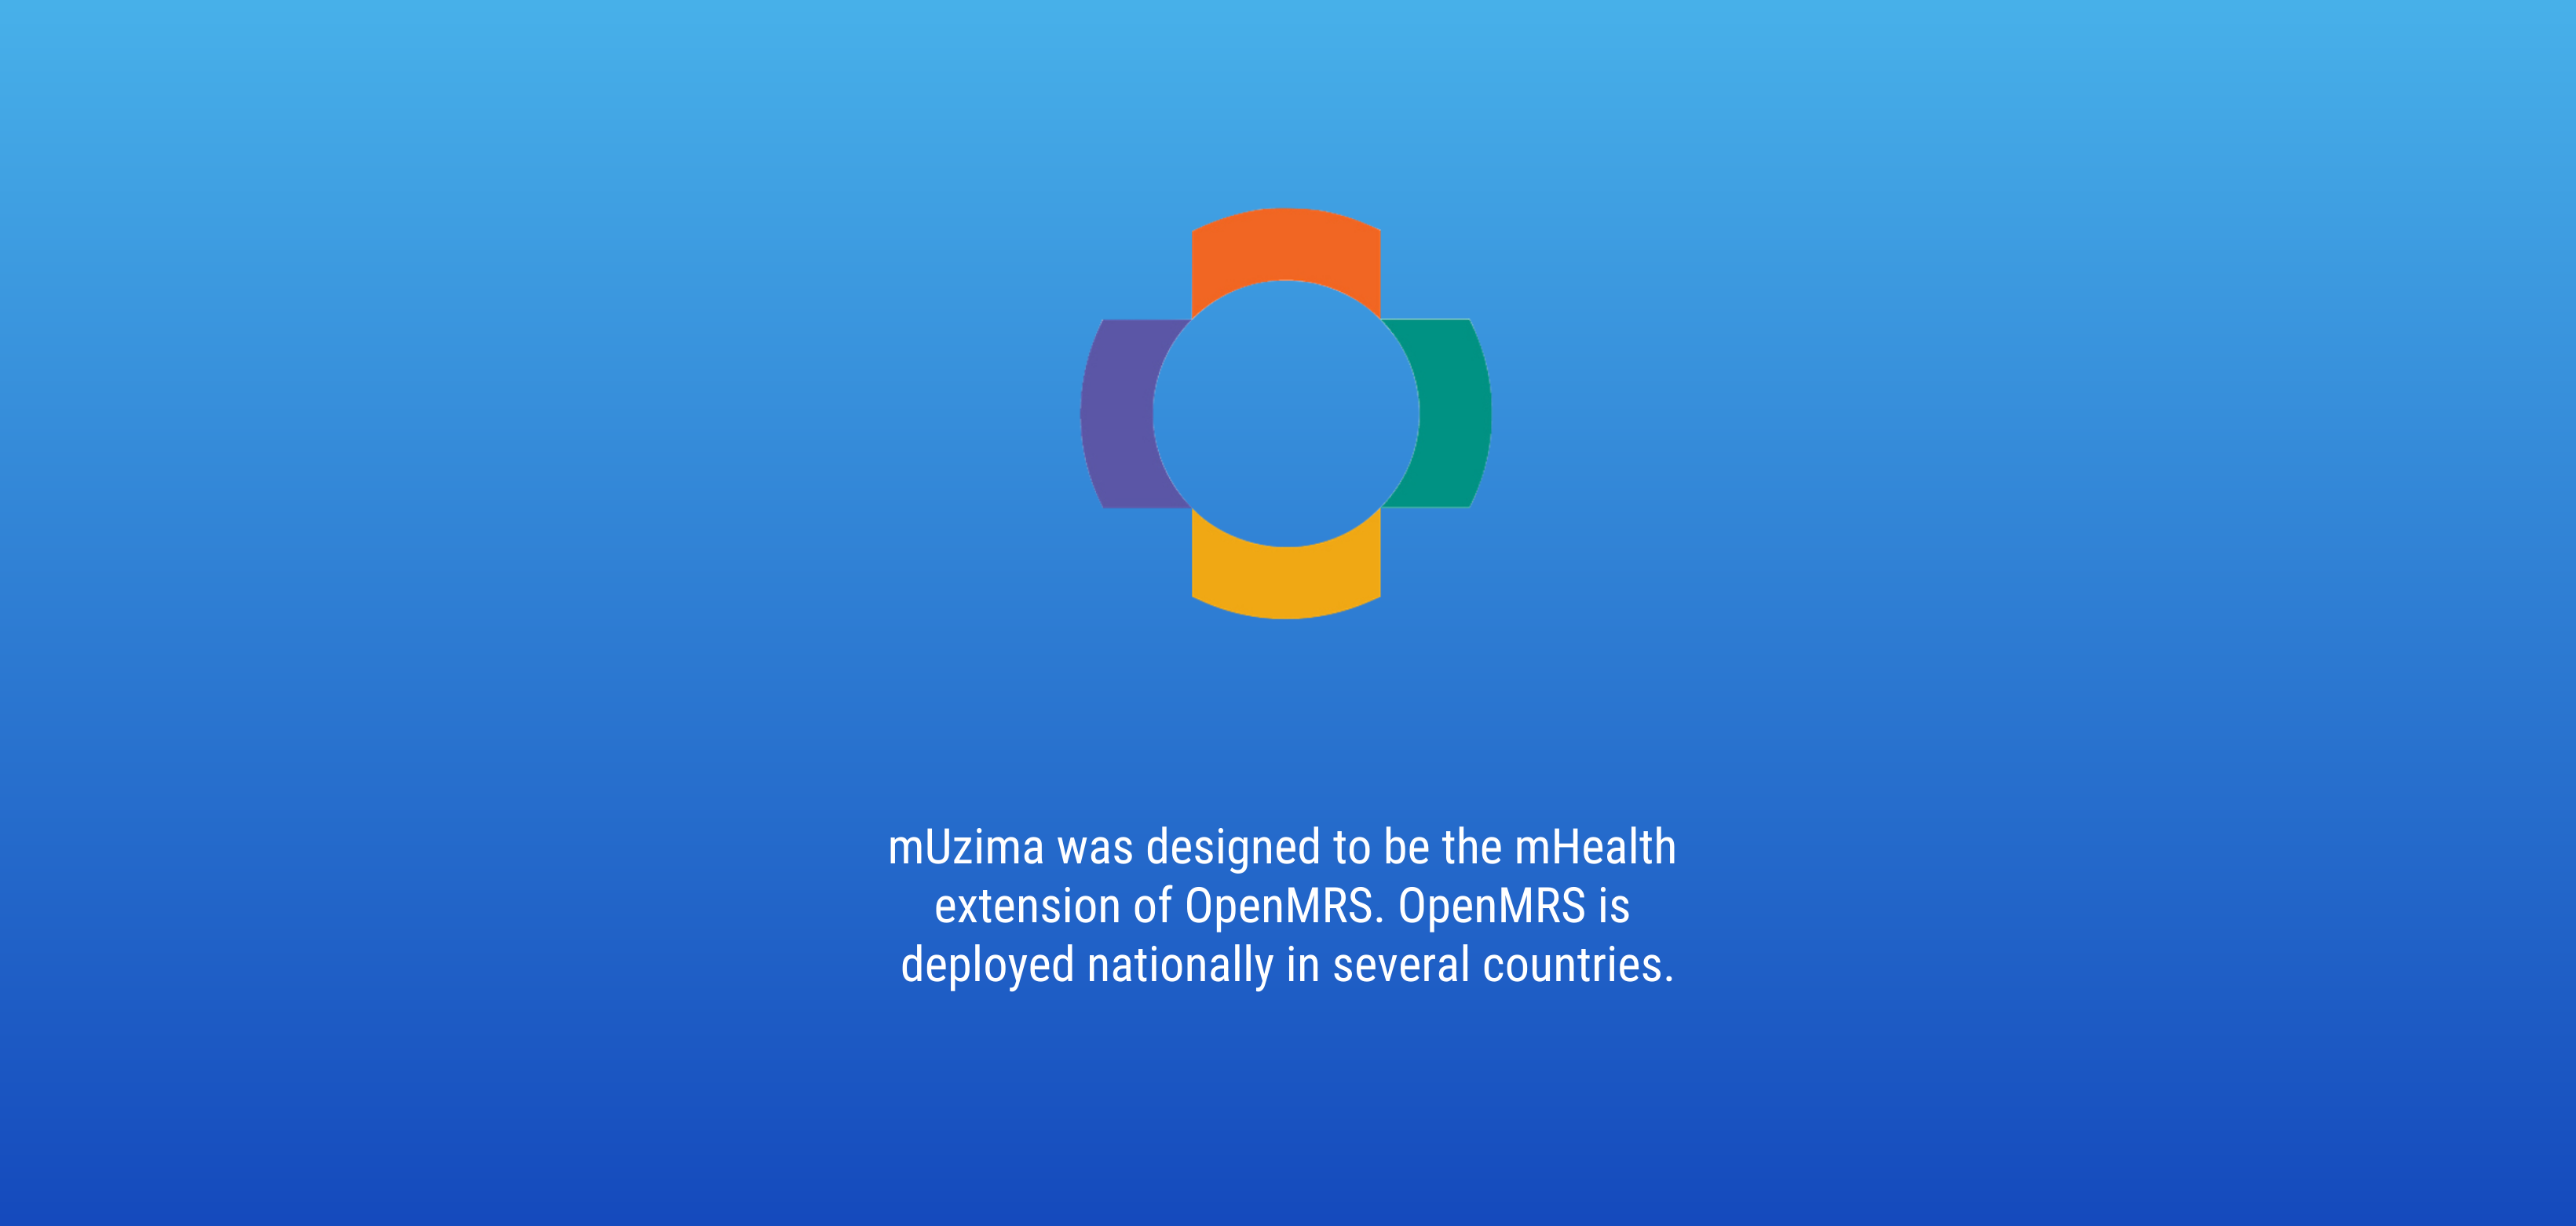 mUzima was designed to be the mHealth
extension of OpenMRS. OpenMRS is
deployed nationally in several countries.